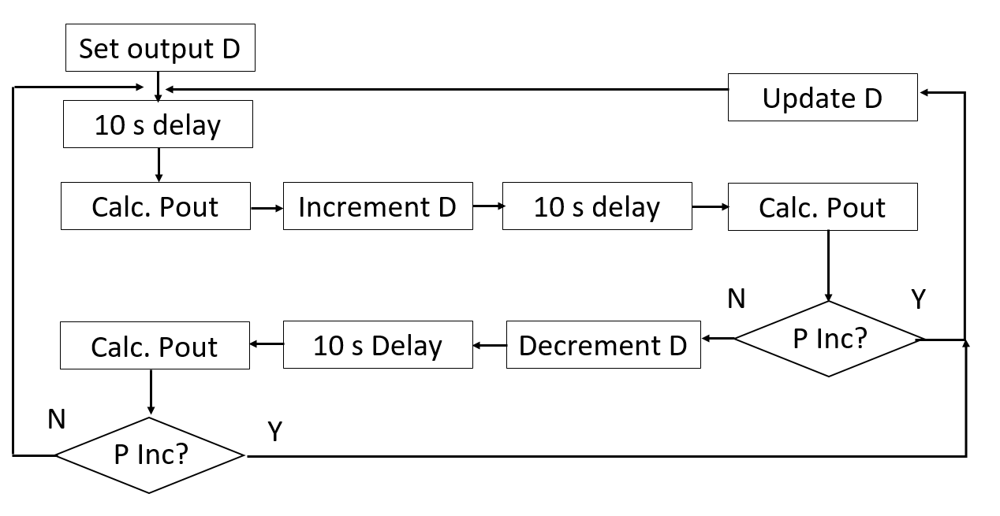 Set output D
Update D
10 s delay
Calc. Pout
Increment D
10 s delay
Calc. Pout
N
Y
P Inc?
Decrement D
10 s Delay
Calc. Pout
N
Y
P Inc?